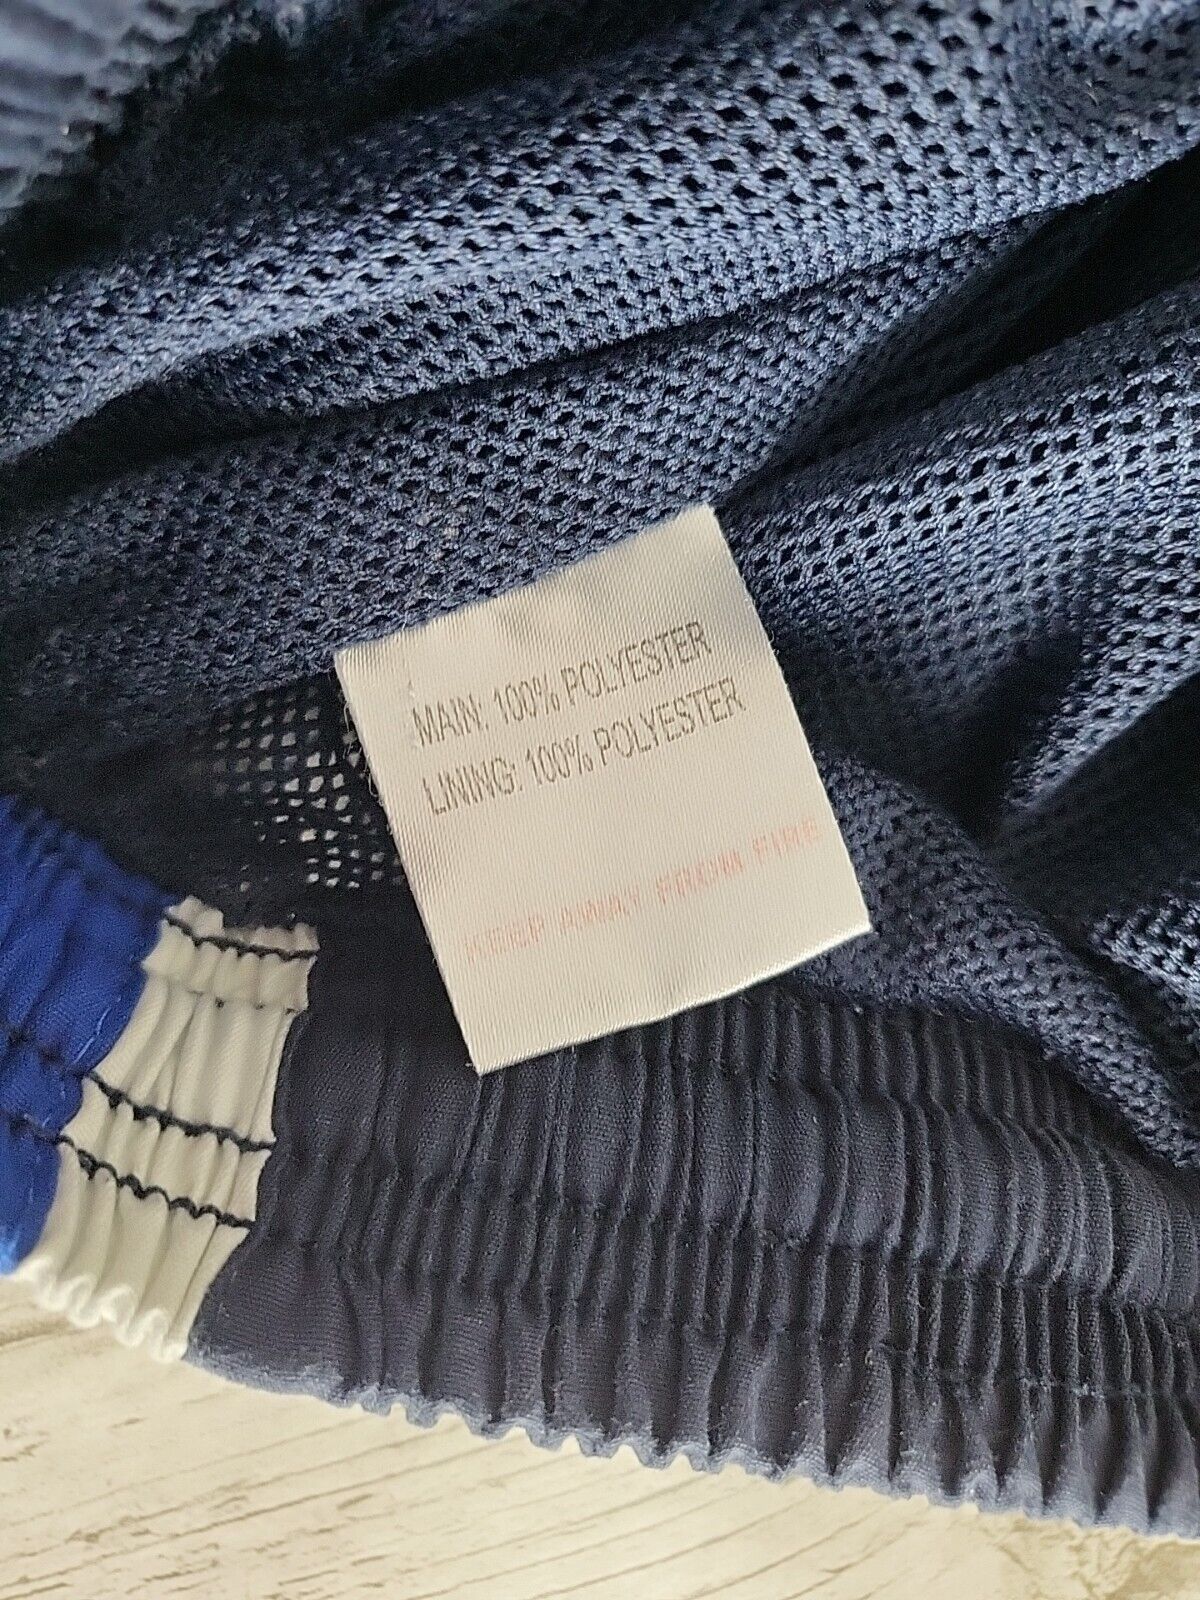 MAIN: 100% POLYESTER
LINING: 100% POLYESTER
KEEP AWAY FROM FIRE